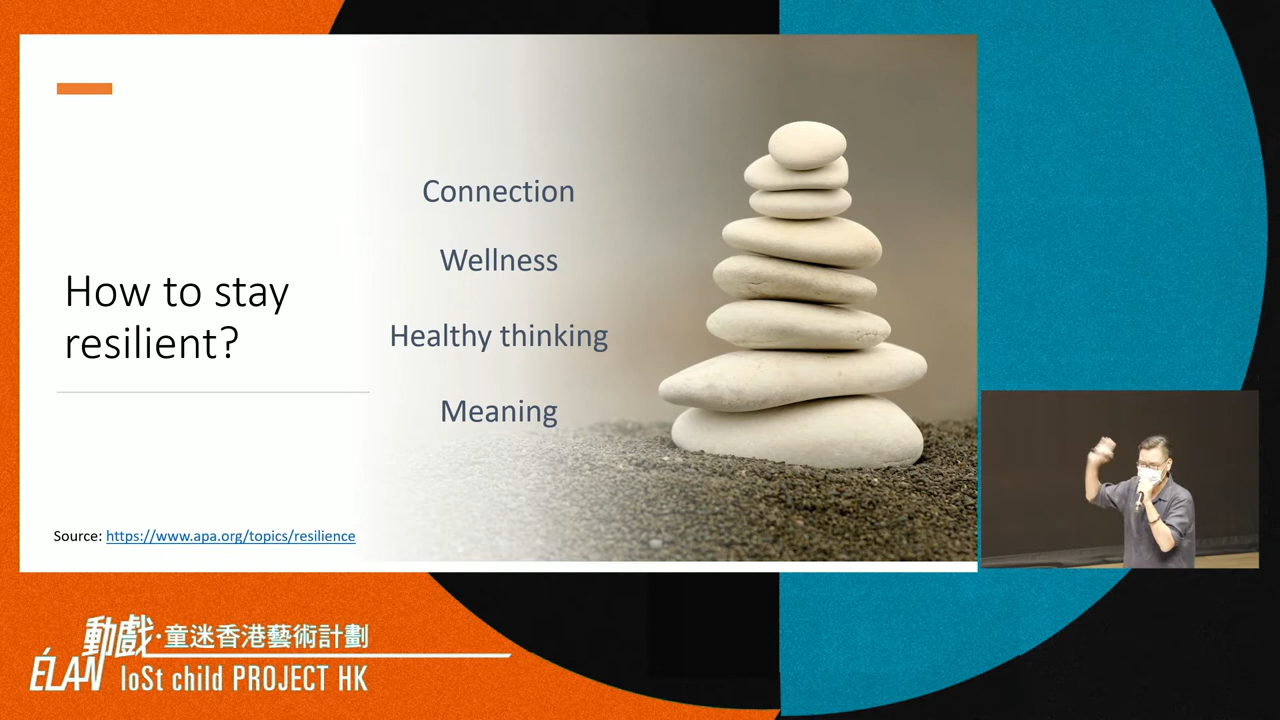 How to stay
resilient?
Connection
Wellness
Healthy thinking
Meaning
Source: https://www.apa.org/topics/resilience
動戲·童迷香港藝術計劃
ÉLAN loSt child PROJECT HK